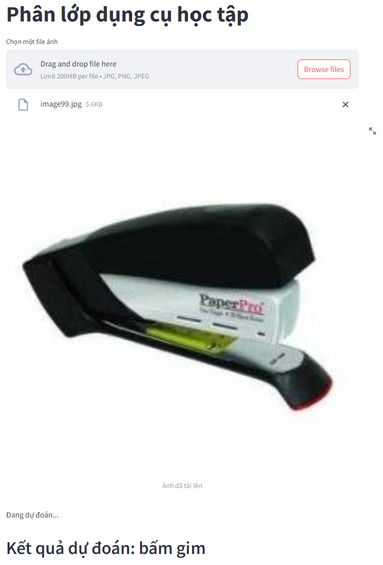 Phân lớp dụng cụ học tập
Chọn một file ảnh
Drag and drop file here
Limit 200MB per file • JPG, PNG, JPEG
Browse files
image99.jpg 5.6KB
PaperPro
Ảnh đã tải lên
Đang dự đoán...
Kết quả dự đoán: bấm gim